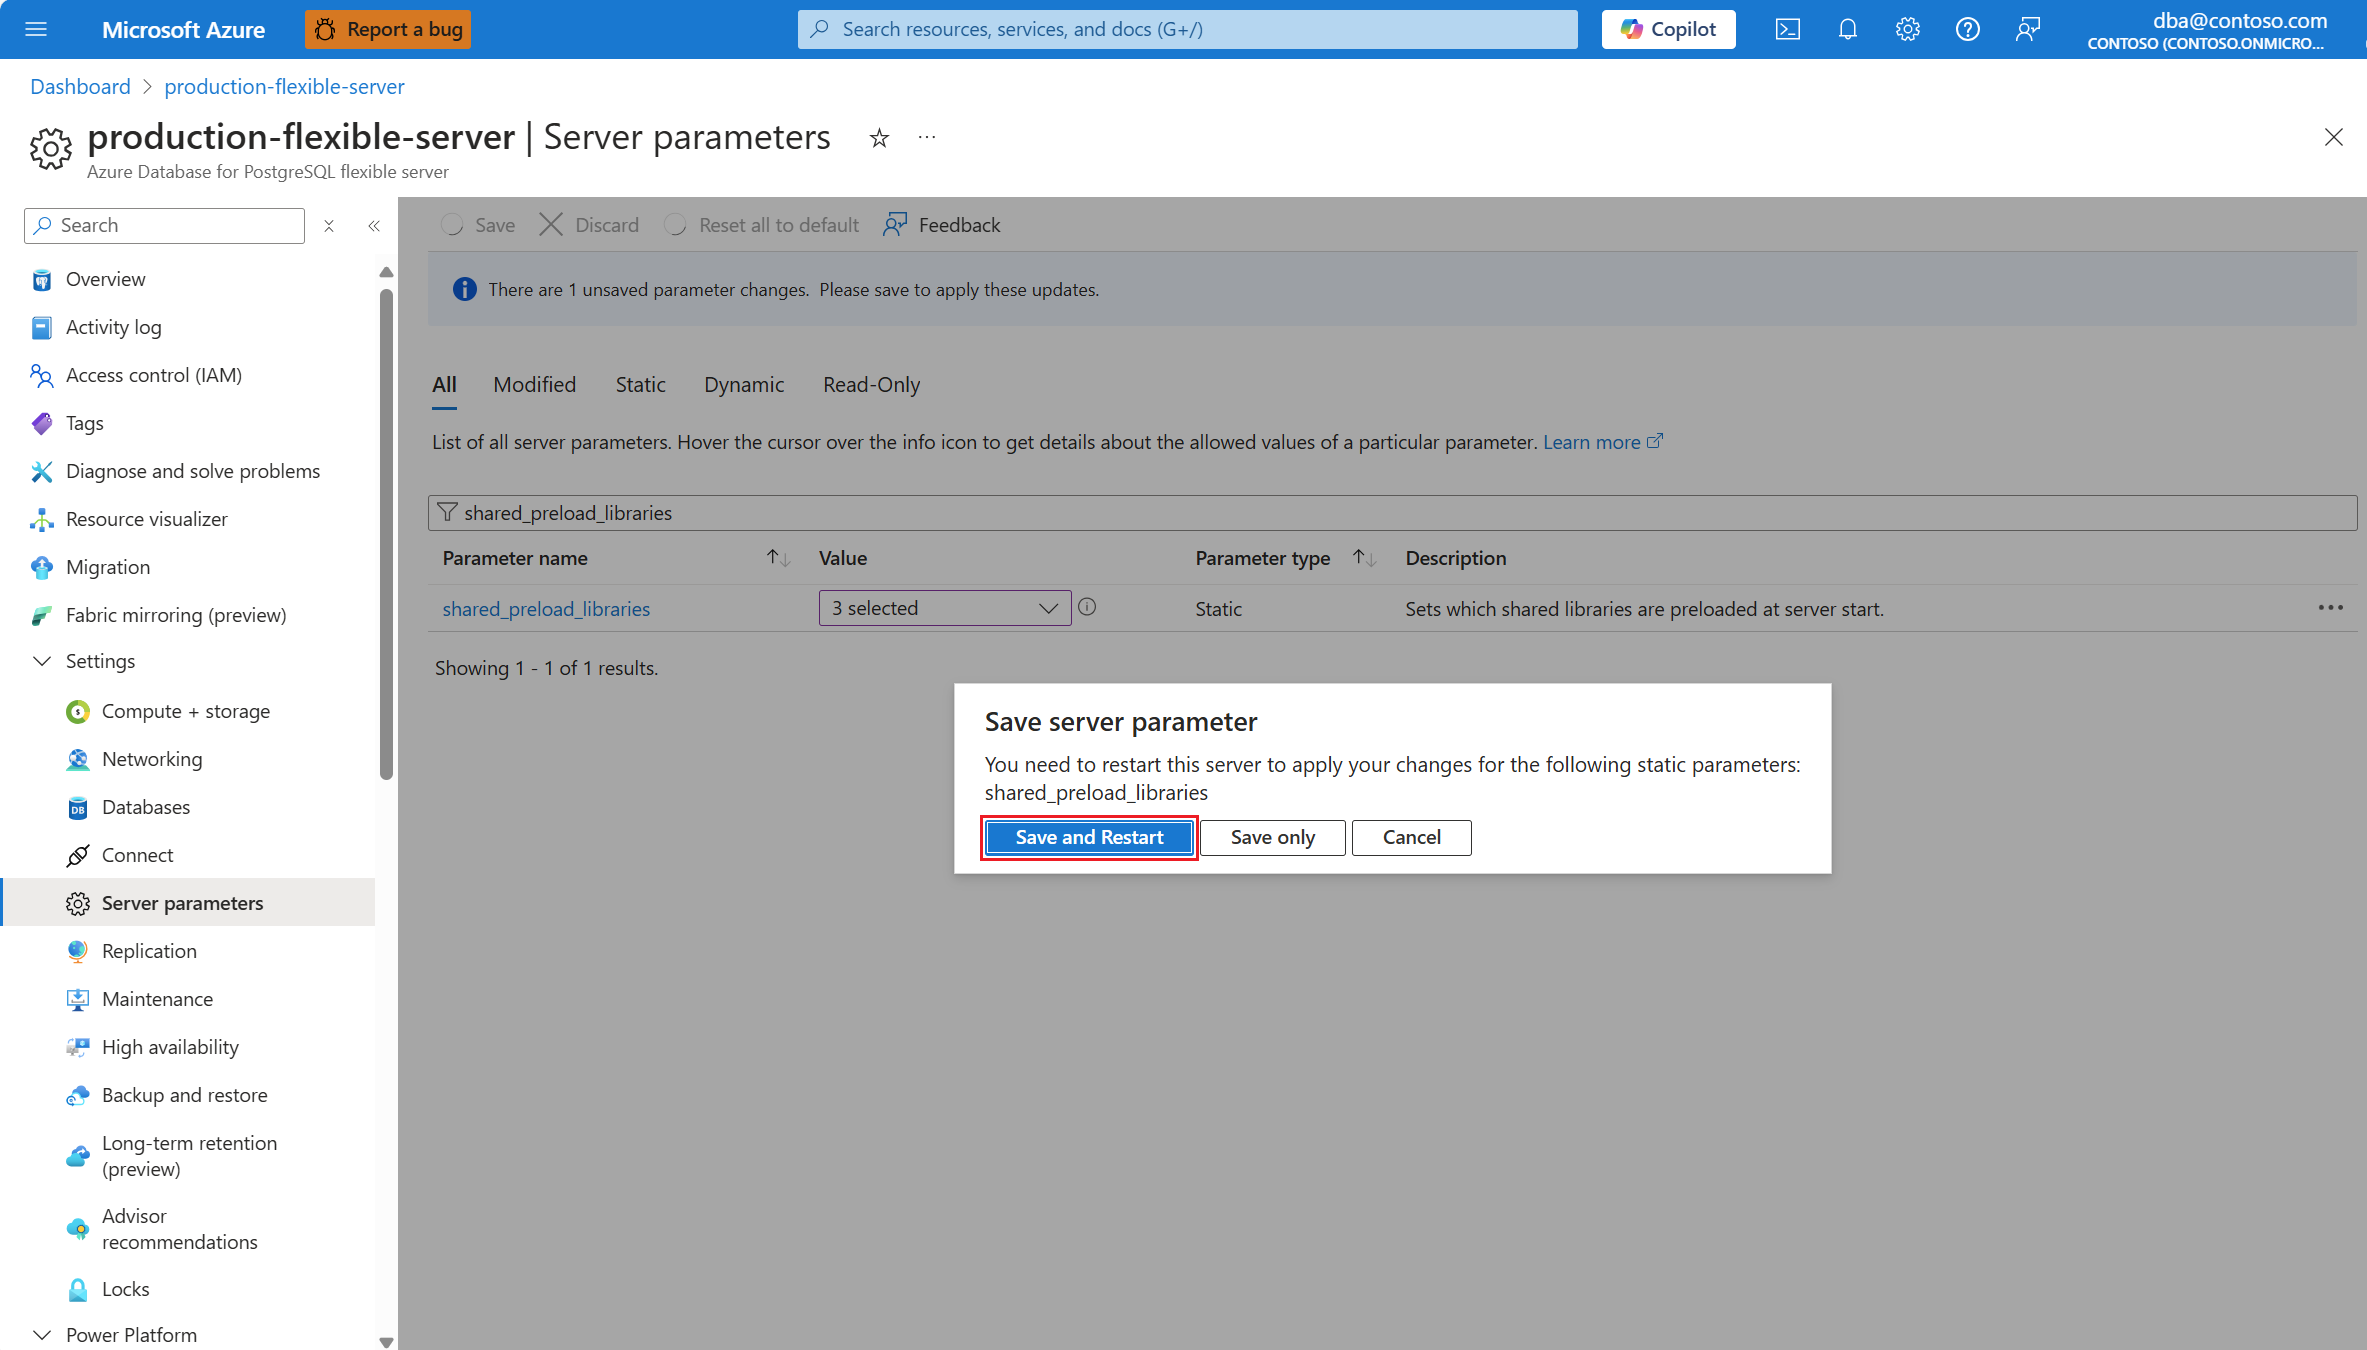 Microsoft Azure
Report a bug
Search resources, services, and docs (G+/)
Copilot
dba@contoso.com
CONTOSO (CONTOSO.ONMICRO...
Dashboard > production-flexible-server
production-flexible-server | Server parameters
Azure Database for PostgreSQL flexible server
Search
Overview
Activity log
Access control (IAM)
Tags
Diagnose and solve problems
Resource visualizer
Migration
Fabric mirroring (preview)
Settings
Compute + storage
Networking
Databases
Connect
Server parameters
Replication
Maintenance
High availability
Backup and restore
Long-term retention
(preview)
Advisor
recommendations
Locks
Power Platform
Save Discard Reset all to default Feedback
There are 1 unsaved parameter changes. Please save to apply these updates.
All Modified Static Dynamic Read-Only
List of all server parameters. Hover the cursor over the info icon to get details about the allowed values of a particular parameter. Learn more
shared_preload_libraries
Parameter name Value Parameter type Description
shared_preload_libraries 3 selected Static Sets which shared libraries are preloaded at server start.
Showing 1 - 1 of 1 results.
Save server parameter
You need to restart this server to apply your changes for the following static parameters:
shared_preload_libraries
Save and Restart Save only Cancel